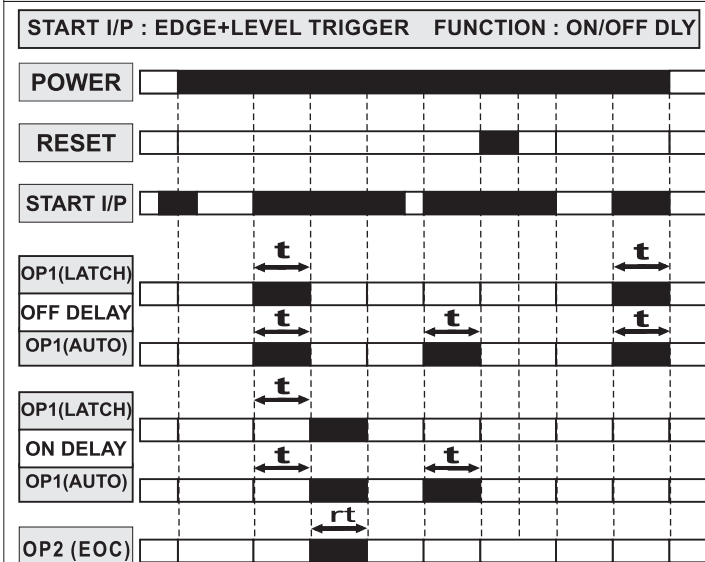 START I/P : EDGE+LEVEL TRIGGER FUNCTION : ON/OFF DLY
POWER
RESET
START I/P
t t
OP1(LATCH)
OFF DELAY
t t t
OP1(AUTO)
t
OP1(LATCH)
ON DELAY
t t
OP1(AUTO)
rt
OP2 (EOC)